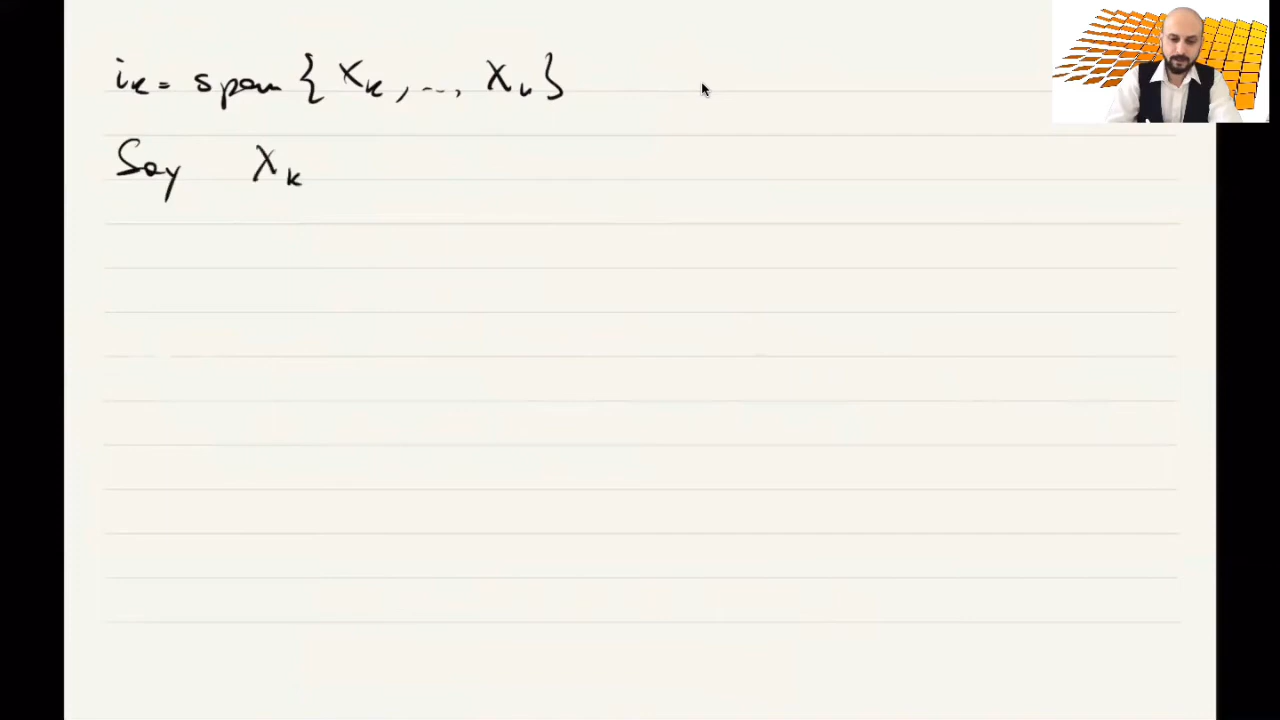 i_k = span { X_k, ..., X_n }
Say X_k